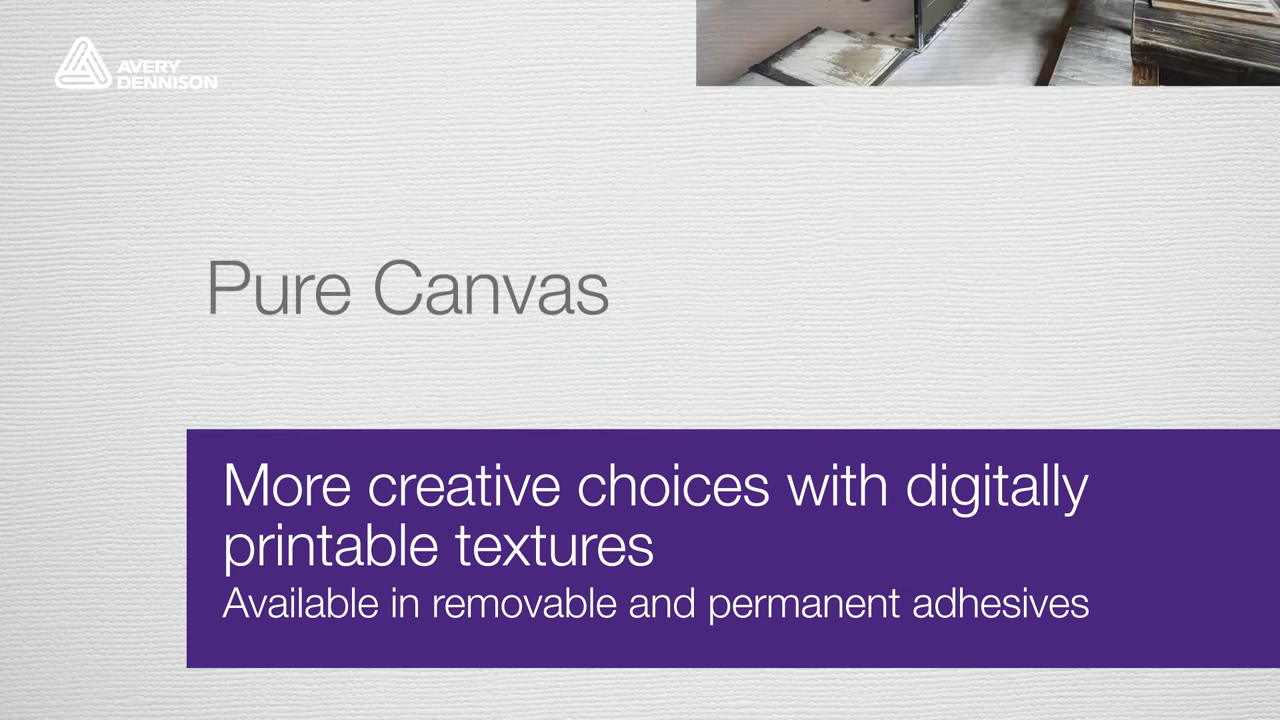 AVERY
DENNISON
Pure Canvas
More creative choices with digitally
printable textures
Available in removable and permanent adhesives